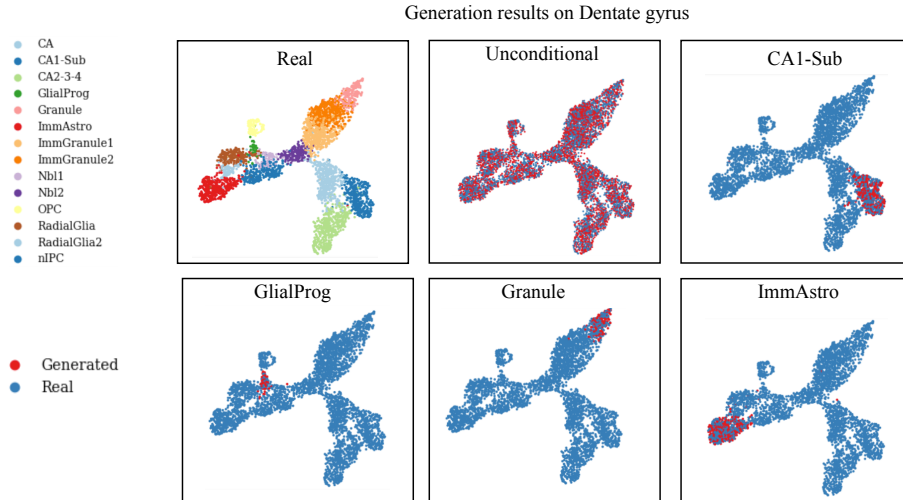 Generation results on Dentate gyrus
CA
CA1-Sub
CA2-3-4
GlialProg
Granule
ImmAstro
ImmGranule1
ImmGranule2
Nbl1
Nbl2
OPC
RadialGlia
RadialGlia2
nIPC
Real
Unconditional
CA1-Sub
Generated
Real
GlialProg
Granule
ImmAstro